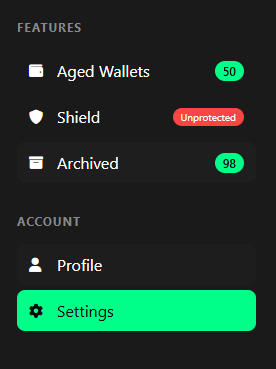 FEATURES
Aged Wallets 50
Shield Unprotected
Archived 98
ACCOUNT
Profile
Settings